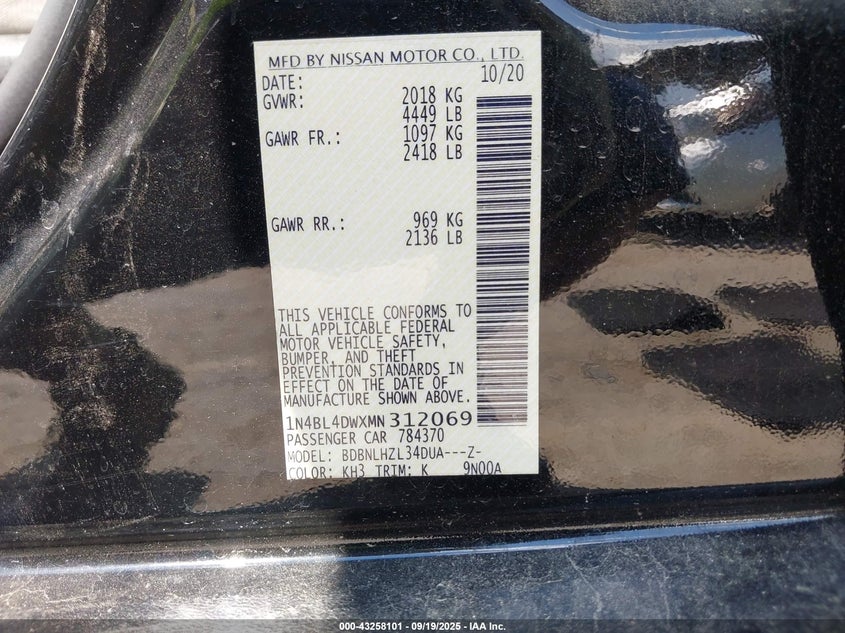 MFD BY NISSAN MOTOR CO., LTD.
DATE: 10/20
GVWR: 2018 KG
4449 LB
GAWR FR.: 1097 KG
2418 LB
GAWR RR.: 969 KG
2136 LB
THIS VEHICLE CONFORMS TO
ALL APPLICABLE FEDERAL
MOTOR VEHICLE SAFETY,
BUMPER, AND THEFT
PREVENTION STANDARDS IN
EFFECT ON THE DATE OF
MANUFACTURE SHOWN ABOVE.
1N4BL4DWXMN312069
PASSENGER CAR 784370
MODEL: BDBNLHZL34DUA---Z-
COLOR: KH3 TRIM: K 9N00A
000-43258101 - 09/19/2025 - IAA Inc.